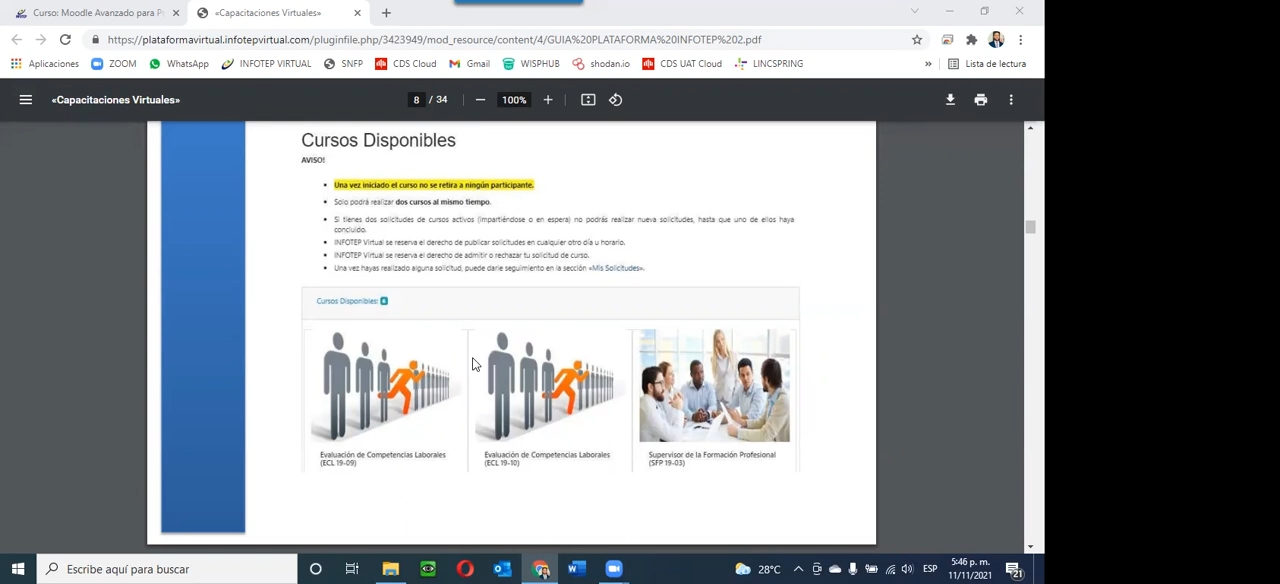 Curso: Moodle Avanzado para Pr
«Capacitaciones Virtuales»
https://plataformavirtual.infotepvirtual.com/pluginfile.php/3423949/mod_resource/content/4/GUIA%20PLATAFORMA%20INFOTEP%202.pdf
Aplicaciones ZOOM WhatsApp INFOTEP VIRTUAL SNFP CDS Cloud Gmail WISPHUB shodan.io CDS UAT Cloud LINCSPRING » Lista de lectura
«Capacitaciones Virtuales» 8 / 34 100%
Cursos Disponibles
AVISO!
Una vez iniciado el curso no se retira a ningún participante.
Solo podrá realizar dos cursos al mismo tiempo.
Si tienes dos solicitudes de cursos activos (impartiéndose o en espera) no podrás realizar nueva solicitudes, hasta que uno de ellos haya
concluido.
INFOTEP Virtual se reserva el derecho de publicar solicitudes en cualquier otro día u horario.
INFOTEP Virtual se reserva el derecho de admitir o rechazar tu solicitud de curso.
Una vez hayas realizado alguna solicitud, puede darle seguimiento en la sección «Mis Solicitudes».
Cursos Disponibles: 6
Evaluación de Competencias Laborales
(ECL 19-09)
Evaluación de Competencias Laborales
(ECL 19-10)
Supervisor de la Formación Profesional
(SFP 19-03)
Escribe aquí para buscar
28°C
ESP
5:46 p. m.
11/11/2021
21